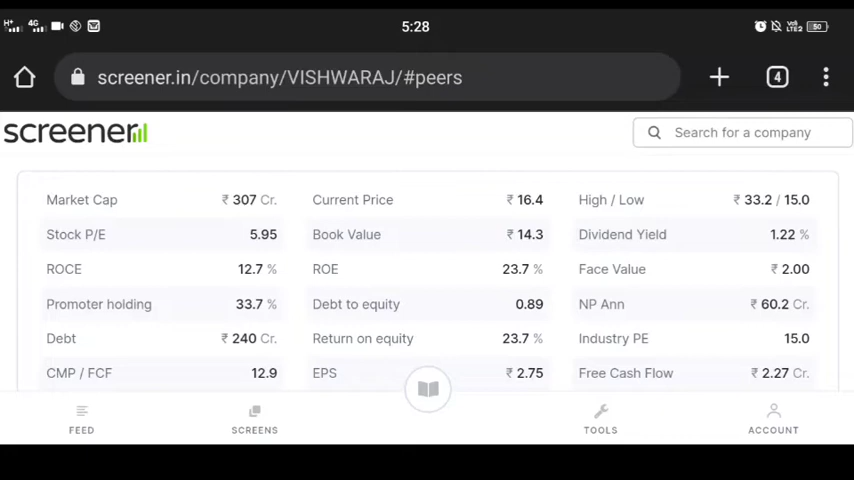 H+ 4G 5:28 VoLTE2 50
screener.in/company/VISHWARAJ/#peers 4
screener Search for a company
Market Cap ₹ 307 Cr. Current Price ₹ 16.4 High / Low ₹ 33.2 / 15.0
Stock P/E 5.95 Book Value ₹ 14.3 Dividend Yield 1.22 %
ROCE 12.7 % ROE 23.7 % Face Value ₹ 2.00
Promoter holding 33.7 % Debt to equity 0.89 NP Ann ₹ 60.2 Cr.
Debt ₹ 240 Cr. Return on equity 23.7 % Industry PE 15.0
CMP / FCF 12.9 EPS ₹ 2.75 Free Cash Flow ₹ 2.27 Cr.
FEED SCREENS TOOLS ACCOUNT